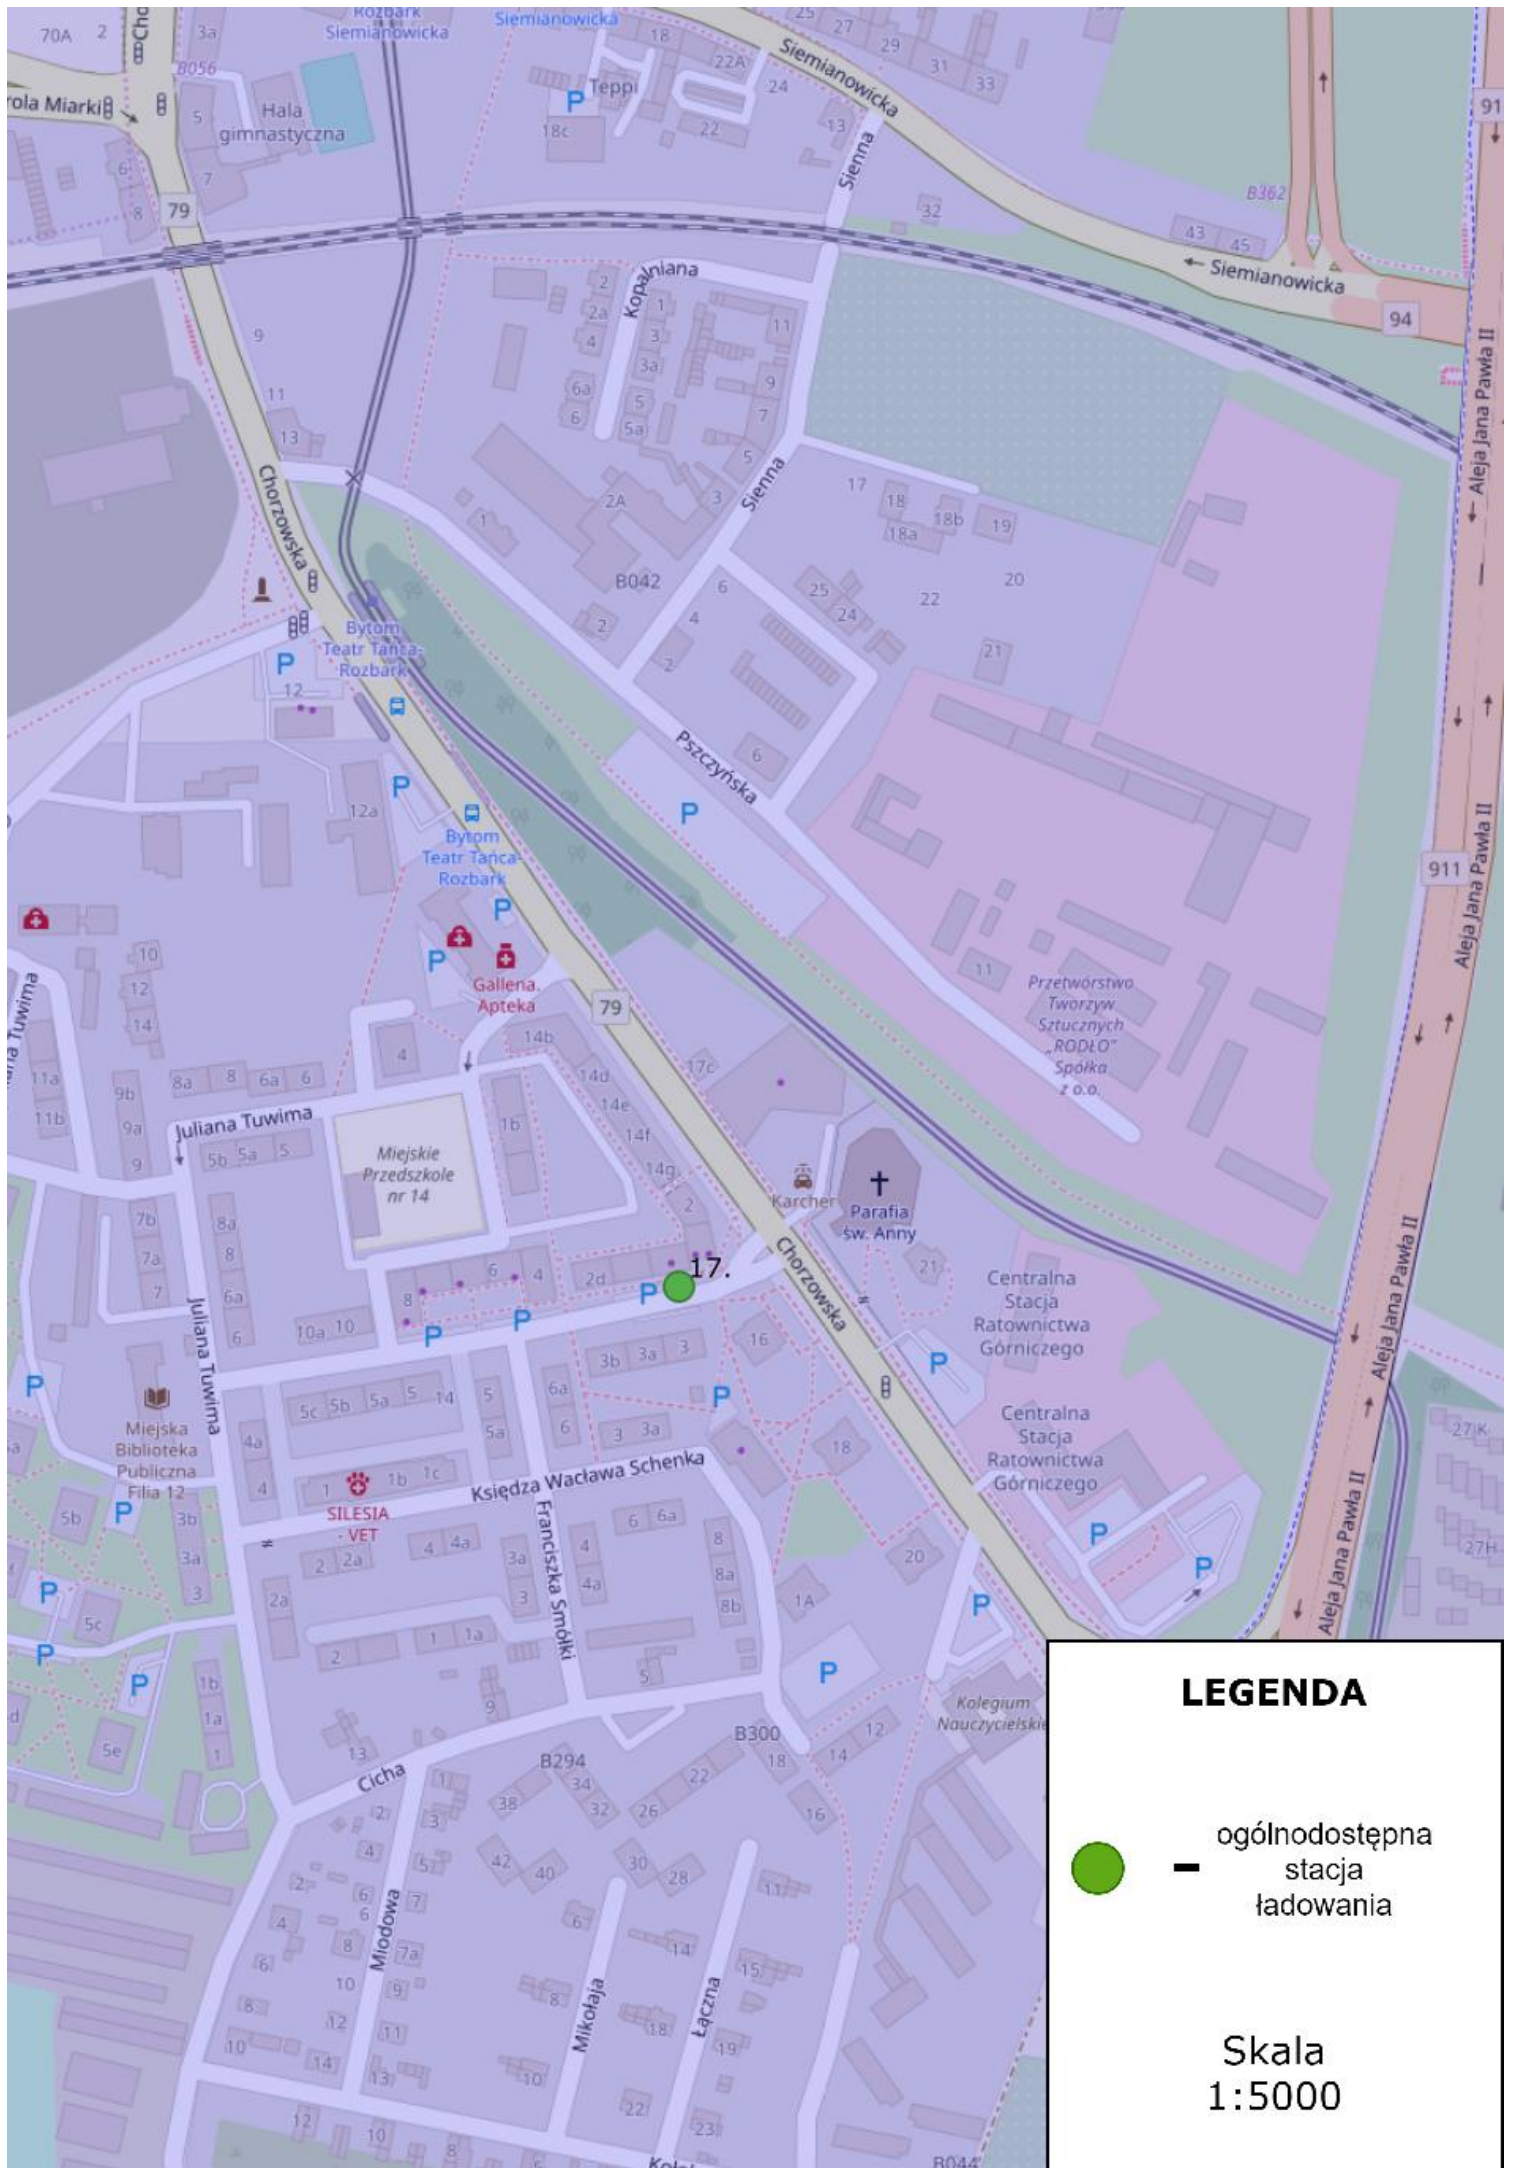 Rozbark
Siemianowicka
Siemianowicka
25
27
29
31
33
18
22A
24
70A
2
Cho
3a
B056
Teppi
P
Siemianowicka
91
rola Miarki
5
Hala
gimnastyczna
18c
22
13
Sienna
6
7
8
79
32
B362
43
45
Siemianowicka
94
Kopalniana
2
2a
1
3
4
3a
11
9
6a
6
5
5a
9
7
11
13
5
3
Aleja Jana Pawła II
Chorzowska
Sienna
2A
1
17
18
18b
19
18a
B042
6
25
24
22
20
4
2
2
21
Bytom
Teatr Tańca-
Rozbark
P
12
Pszczyńska
6
P
P
12a
Bytom
Teatr Tańca-
Rozbark
911
Aleja Jana Pawła II
P
P
Gallena.
Apteka
79
11
Przetwórstwo
Tworzyw
Sztucznych
„RODŁO”
Spółka
z o.o.
10
12
14
11a
11b
9b
9a
9
8a
8
6a
6
4
14b
14d
14e
14f
14g
17c
1b
Juliana Tuwima
5b
5a
5
Miejskie
Przedszkole
nr 14
Karcher
Parafia
św. Anny
2
17.
7b
7a
7
8a
8
6a
6
8
6
4
2d
P
P
P
21
Chorzowska
Centralna
Stacja
Ratownictwa
Górniczego
Aleja Jana Pawła II
Juliana Tuwima
10a
10
3b
3a
3
16
P
P
P
5c
5b
5a
5
14
5
5a
6a
6
3
3a
18
Centralna
Stacja
Ratownictwa
Górniczego
27JK
Miejska
Biblioteka
Publiczna
Filia 12
4a
4
1
1b
1c
Księdza Wacława Schenka
SILESIA
- VET
P
P
P
5b
3b
3a
3
2
2a
4
4a
3a
3
4
4a
6
6a
8
8a
8b
20
27H
Franciszka Smółki
Aleja Jana Pawła II
P
5c
P
P
2a
2
1
1a
1A
P
P
1b
1a
1
5e
9
5
13
Cicha
B300
B294
12
14
18
16
Kolegium
Nauczycielskie
LEGENDA
1
2
3
4
5
38
34
32
26
22
42
40
30
28
11
2
4
6
6
6
7
8
7a
10
9
12
11
8
10
14
13
Miodowa
6
8
10
14
15
18
19
22
23
Mikołaja
Łączna
12
10
8
B044
ogólnodostępna
stacja
ładowania
Skala
1:5000